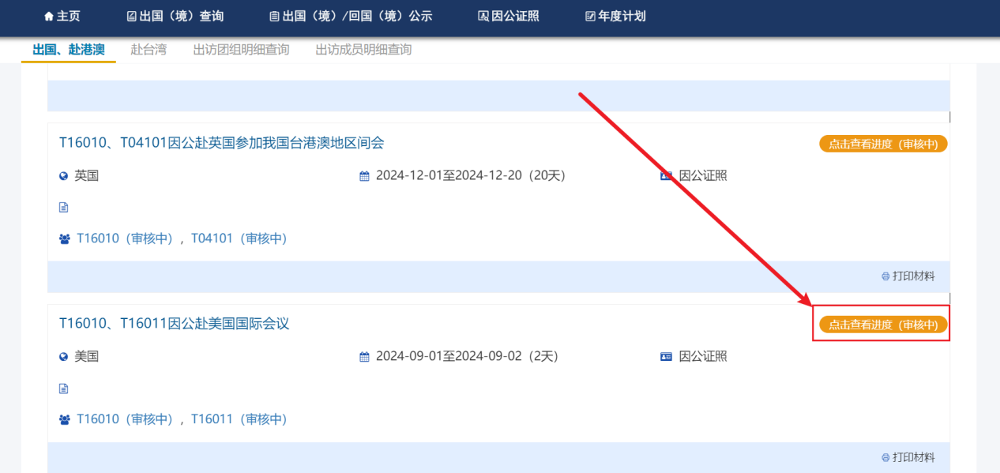 主页 出国（境）查询 出国（境）/回国（境）公示 因公证照 年度计划
出国、赴港澳 赴台湾 出访团组明细查询 出访成员明细查询
T16010、T04101因公赴英国参加我国台港澳地区间会 点击查看进度（审核中）
英国 2024-12-01至2024-12-20（20天） 因公证照
T16010（审核中）, T04101（审核中）
打印材料
T16010、T16011因公赴美国国际会议 点击查看进度（审核中）
美国 2024-09-01至2024-09-02（2天） 因公证照
T16010（审核中）, T16011（审核中）
打印材料